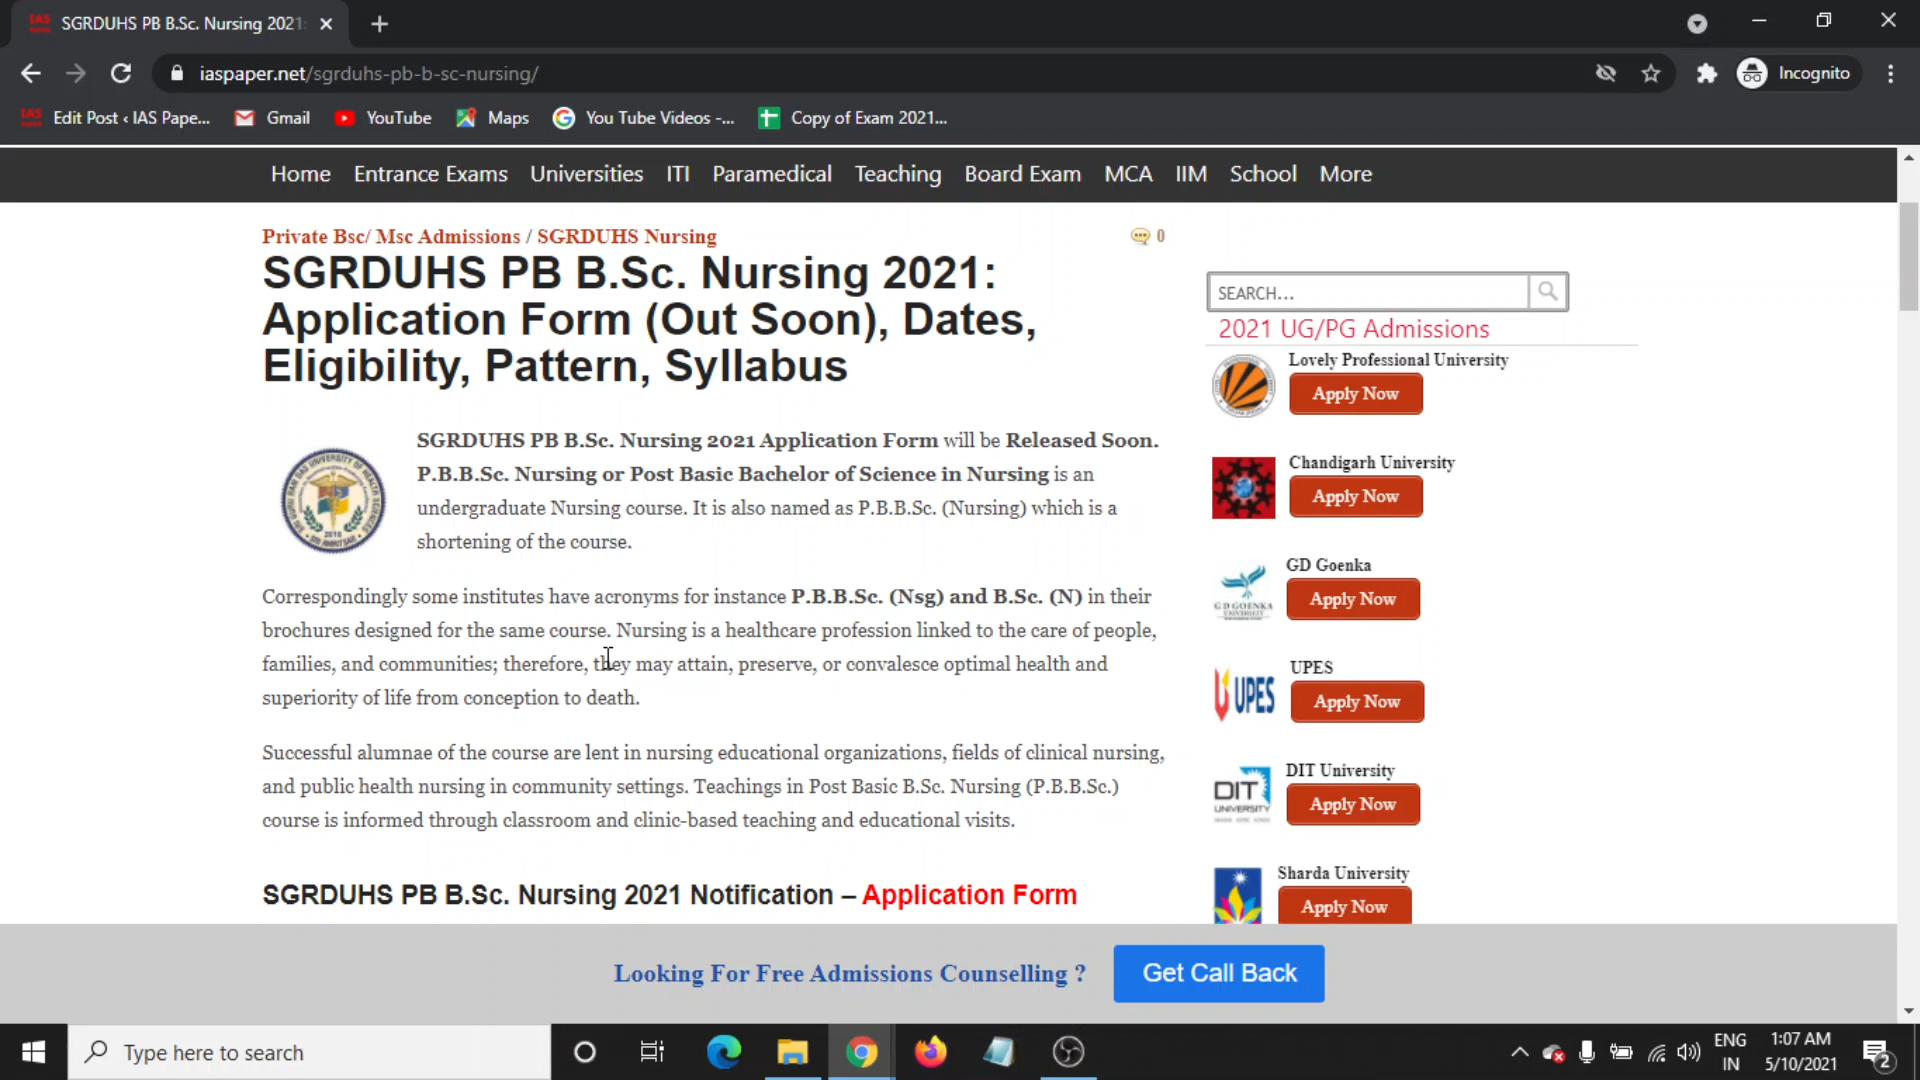 SGRDUHS PB B.Sc. Nursing 2021:
iaspaper.net/sgrduhs-pb-b-sc-nursing/
Incognito
Edit Post ‹ IAS Pape...
Gmail
YouTube
Maps
You Tube Videos -...
Copy of Exam 2021...
Home Entrance Exams Universities ITI Paramedical Teaching Board Exam MCA IIM School More
Private Bsc/ Msc Admissions / SGRDUHS Nursing
0
SGRDUHS PB B.Sc. Nursing 2021:
Application Form (Out Soon), Dates,
Eligibility, Pattern, Syllabus
SGRDUHS PB B.Sc. Nursing 2021 Application Form will be Released Soon.
P.B.B.Sc. Nursing or Post Basic Bachelor of Science in Nursing is an
undergraduate Nursing course. It is also named as P.B.B.Sc. (Nursing) which is a
shortening of the course.
Correspondingly some institutes have acronyms for instance P.B.B.Sc. (Nsg) and B.Sc. (N) in their
brochures designed for the same course. Nursing is a healthcare profession linked to the care of people,
families, and communities; therefore, they may attain, preserve, or convalesce optimal health and
superiority of life from conception to death.
Successful alumnae of the course are lent in nursing educational organizations, fields of clinical nursing,
and public health nursing in community settings. Teachings in Post Basic B.Sc. Nursing (P.B.B.Sc.)
course is informed through classroom and clinic-based teaching and educational visits.
SGRDUHS PB B.Sc. Nursing 2021 Notification – Application Form
SEARCH...
2021 UG/PG Admissions
Lovely Professional University
Apply Now
Chandigarh University
Apply Now
GD Goenka
G D GOENKA
Apply Now
UPES
UPES
Apply Now
DIT University
DIT
UNIVERSITY
Apply Now
Sharda University
Apply Now
Looking For Free Admissions Counselling ?
Get Call Back
Type here to search
ENG
IN
1:07 AM
5/10/2021
2